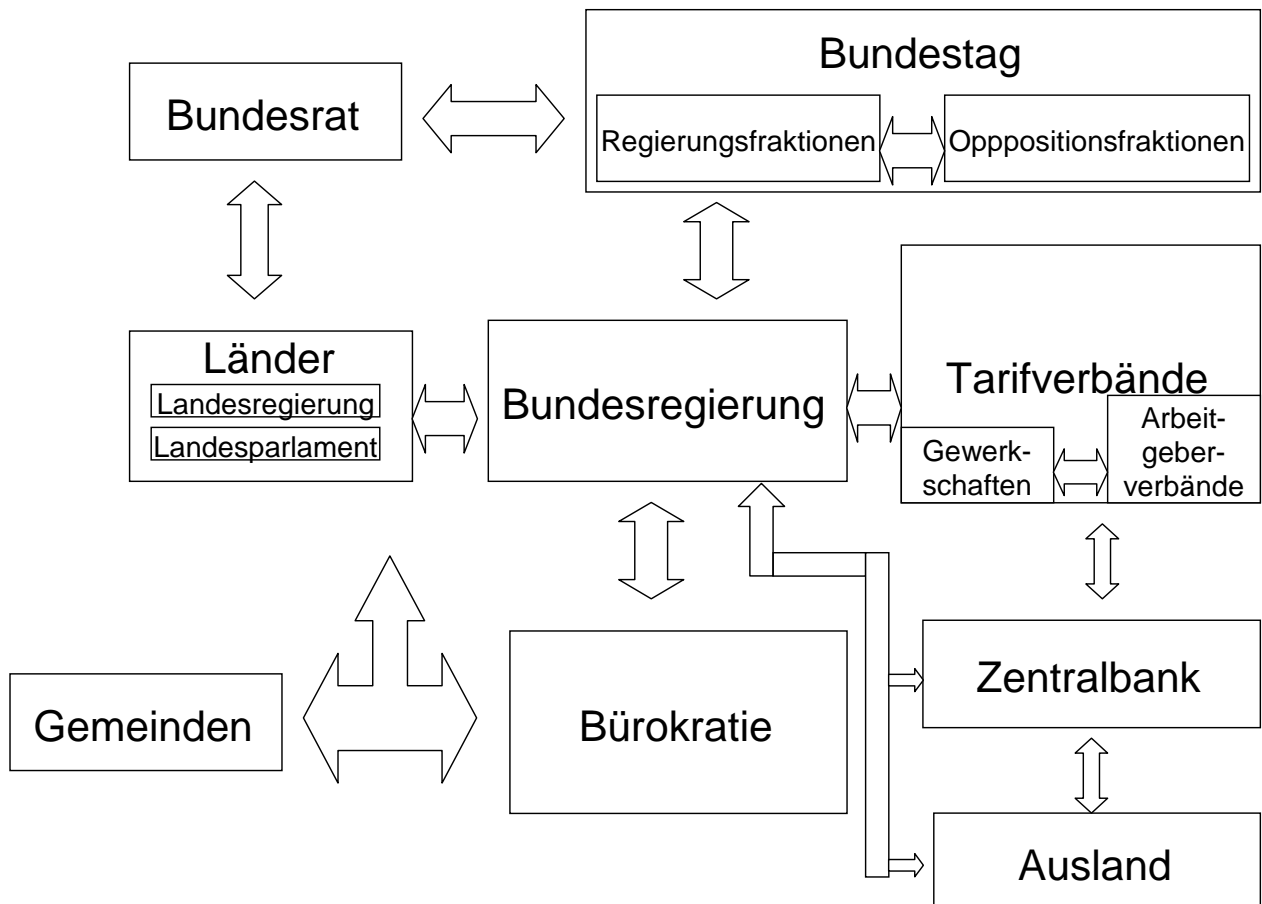 Bundestag
Bundesrat
Regierungsfraktionen
Opppositionsfraktionen
Länder
Landesregierung
Landesparlament
Bundesregierung
Tarifverbände
Gewerk-
schaften
Arbeit-
geber-
verbände
Gemeinden
Bürokratie
Zentralbank
Ausland